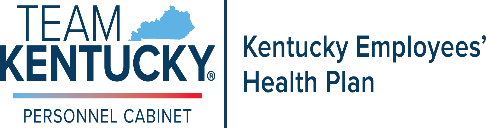 TEAM
KENTUCKY®
PERSONNEL CABINET
Kentucky Employees’
Health Plan